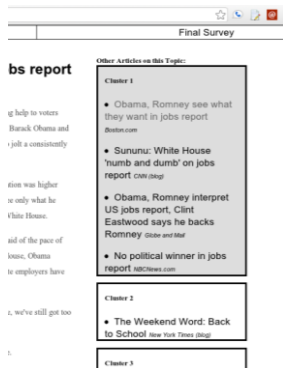 Final Survey
bs report
Other Articles on this Topic:
ng help to voters
Barack Obama and
jolt a consistently
ntion was higher
ne only what he
White House.
aid of the pace of
House, Obama
te employers have
e, we've still got too
Cluster 1
• Obama, Romney see what
they want in jobs report
Boston.com
• Sununu: White House
'numb and dumb' on jobs
report CNN (blog)
• Obama, Romney interpret
US jobs report, Clint
Eastwood says he backs
Romney Globe and Mail
• No political winner in jobs
report NBCNews.com
Cluster 2
• The Weekend Word: Back
to School New York Times (blog)
Cluster 3